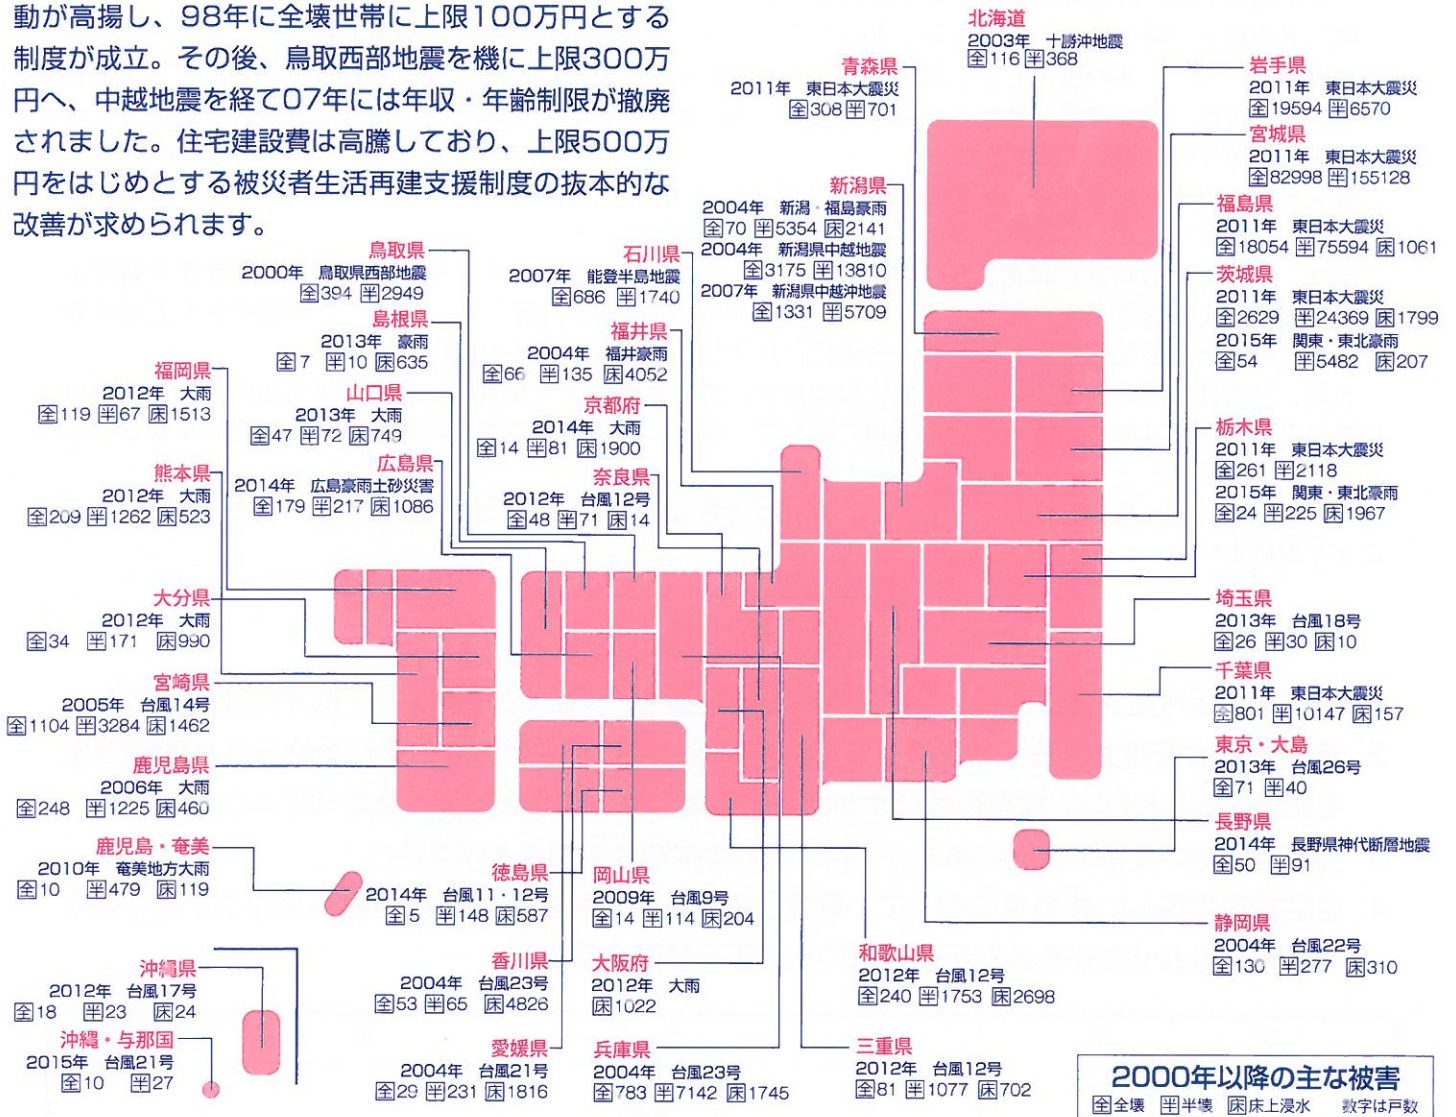 動が高揚し、98年に全壊世帯に上限100万円とする
制度が成立。その後、鳥取西部地震を機に上限300万
円へ、中越地震を経て07年には年収・年齢制限が撤廃
されました。住宅建設費は高騰しており、上限500万
円をはじめとする被災者生活再建支援制度の抜本的な
改善が求められます。
北海道
2003年 十勝沖地震
全116 半368
青森県
2011年 東日本大震災
全308 半701
岩手県
2011年 東日本大震災
全19594 半6570
宮城県
2011年 東日本大震災
全82998 半155128
新潟県
2004年 新潟・福島豪雨
全70 半5354 床2141
2004年 新潟県中越地震
全3175 半13810
2007年 新潟県中越沖地震
全1331 半5709
福島県
2011年 東日本大震災
全18054 半75594 床1061
茨城県
2011年 東日本大震災
全2629 半24369 床1799
2015年 関東・東北豪雨
全54 半5482 床207
鳥取県
2000年 鳥取県西部地震
全394 半2949
石川県
2007年 能登半島地震
全686 半1740
島根県
2013年 豪雨
全7 半10 床635
福井県
2004年 福井豪雨
全66 半135 床4052
福岡県
2012年 大雨
全119 半67 床1513
山口県
2013年 大雨
全47 半72 床749
京都府
2014年 大雨
全14 半81 床1900
栃木県
2011年 東日本大震災
全261 半2118
2015年 関東・東北豪雨
全24 半225 床1967
熊本県
2012年 大雨
全209 半1262 床523
広島県
2014年 広島豪雨土砂災害
全179 半217 床1086
奈良県
2012年 台風12号
全48 半71 床14
大分県
2012年 大雨
全34 半171 床990
埼玉県
2013年 台風18号
全26 半30 床10
宮崎県
2005年 台風14号
全1104 半3284 床1462
千葉県
2011年 東日本大震災
全801 半10147 床157
鹿児島県
2006年 大雨
全248 半1225 床460
東京・大島
2013年 台風26号
全71 半40
鹿児島・奄美
2010年 奄美地方大雨
全10 半479 床119
長野県
2014年 長野県神代断層地震
全50 半91
徳島県
2014年 台風11・12号
全5 半148 床587
岡山県
2009年 台風9号
全14 半114 床204
静岡県
2004年 台風22号
全130 半277 床310
沖縄県
2012年 台風17号
全18 半23 床24
香川県
2004年 台風23号
全53 半65 床4826
大阪府
2012年 大雨
床1022
和歌山県
2012年 台風12号
全240 半1753 床2698
沖縄・与那国
2015年 台風21号
全10 半27
愛媛県
2004年 台風21号
全29 半231 床1816
兵庫県
2004年 台風23号
全783 半7142 床1745
三重県
2012年 台風12号
全81 半1077 床702
2000年以降の主な被害
全全壊 半半壊 床床上浸水 数字は戸数